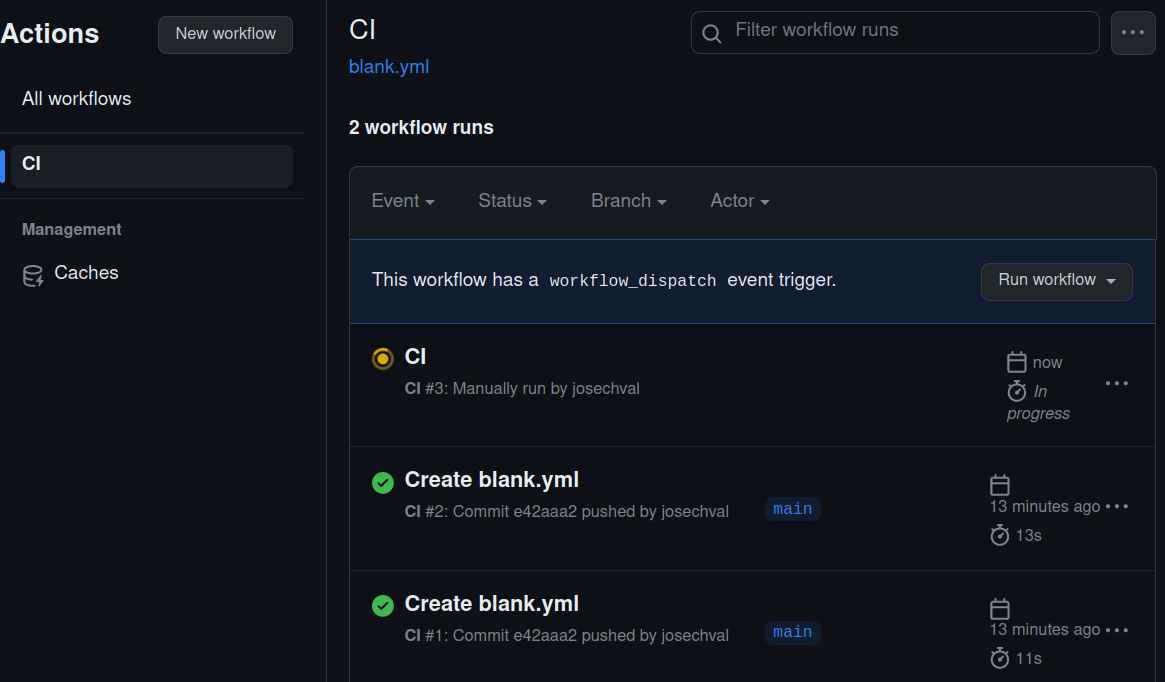 Actions
New workflow
All workflows
CI
Management
Caches
CI
blank.yml
Filter workflow runs
2 workflow runs
Event Status Branch Actor
This workflow has a workflow_dispatch event trigger.
Run workflow
CI
CI #3: Manually run by josechval
now
In
progress
Create blank.yml
CI #2: Commit e42aaa2 pushed by josechval
main
13 minutes ago
13s
Create blank.yml
CI #1: Commit e42aaa2 pushed by josechval
main
13 minutes ago
11s